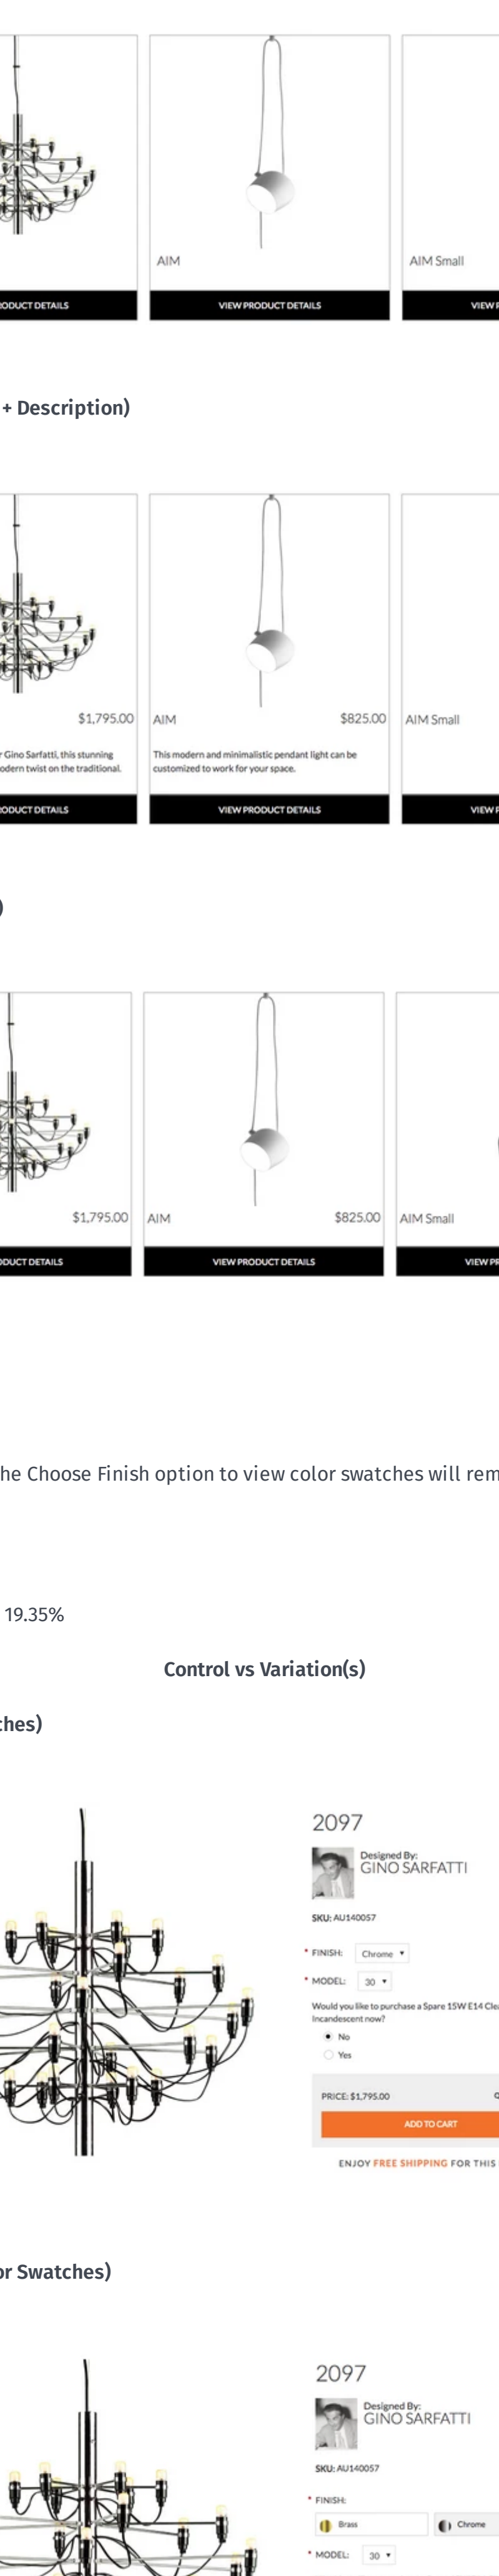 AIM
AIM Small
ODUCT DETAILS
VIEW PRODUCT DETAILS
VIEW P
+ Description)
$1,795.00
AIM
$825.00
AIM Small
r Gino Sarfatti, this stunning
odern twist on the traditional.
This modern and minimalistic pendant light can be
customized to work for your space.
ODUCT DETAILS
VIEW PRODUCT DETAILS
VIEW P
)
$1,795.00
AIM
$825.00
AIM Small
DUCT DETAILS
VIEW PRODUCT DETAILS
VIEW PR
he Choose Finish option to view color swatches will rem
19.35%
Control vs Variation(s)
ches)
2097
Designed By:
GINO SARFATTI
SKU: AU140057
* FINISH: Chrome
* MODEL: 30
Would you like to purchase a Spare 15W E14 Clea
Incandescent now?
No
Yes
PRICE: $1,795.00
Q
ADD TO CART
ENJOY FREE SHIPPING FOR THIS
or Swatches)
2097
Designed By:
GINO SARFATTI
SKU: AU140057
* FINISH:
Brass
Chrome
* MODEL: 30